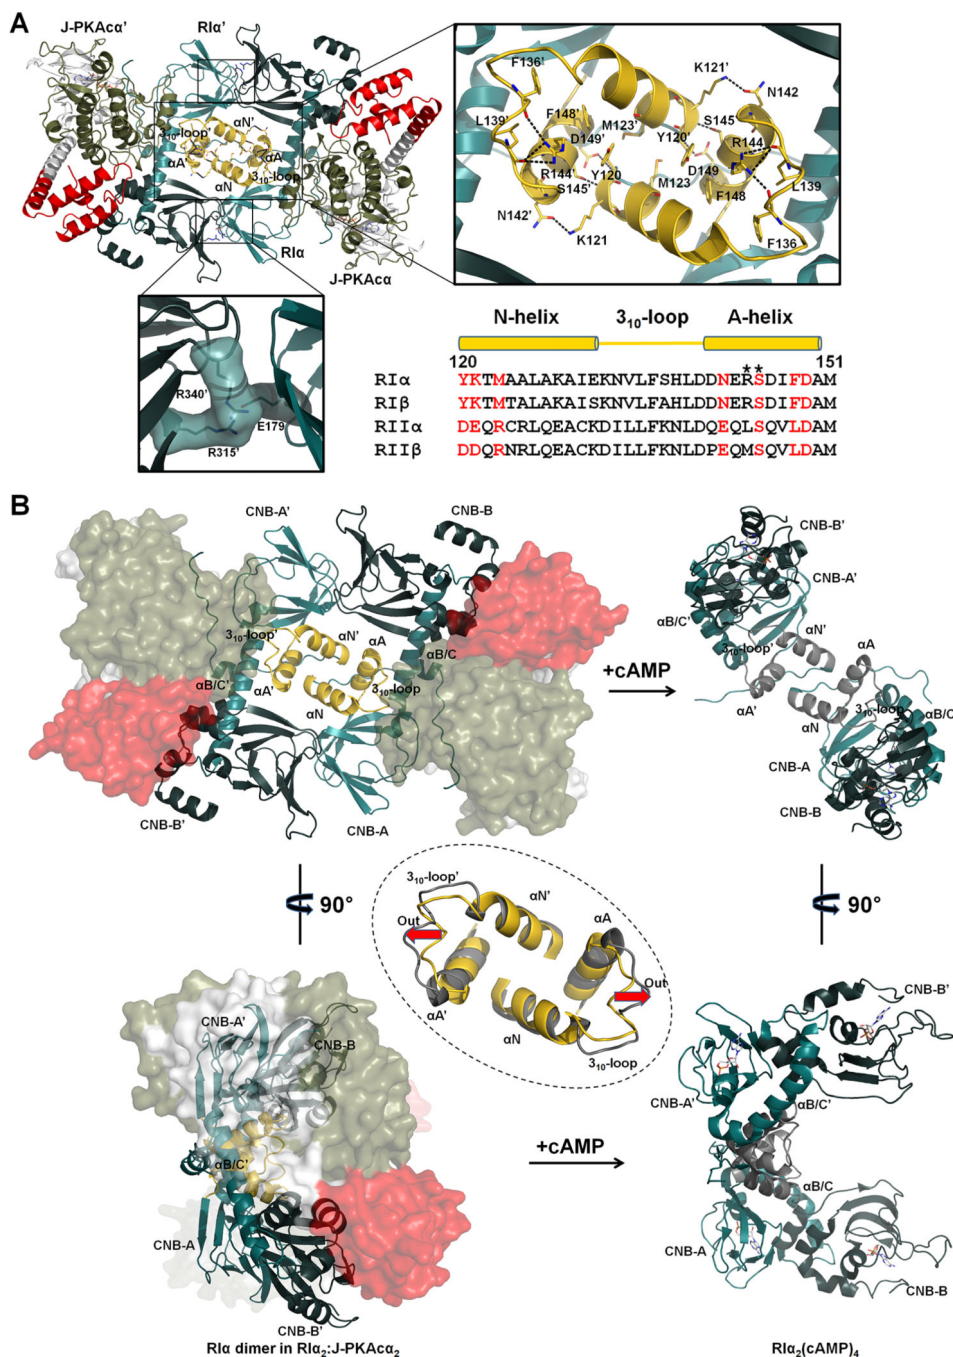 A
J-PKAcα’
RIα’
3₁₀-loop’
αN’
αA’
αA
αN
3₁₀-loop
RIα
J-PKAcα
F136’
K121’
N142
L139’
F148’
M123’
S145
D149’
Y120’
R144
R144’
Y120
D149
S145’
M123
F148
L139
N142’
K121
F136
R340’
E179
R315’
N-helix
3₁₀-loop
A-helix
120
151
**
RIα YKTMAALAKAIEKNVLFSHLDDNERSDIFDAM
RIβ YKTMTALAKAISKNVLFAHLDDNERSDIFDAM
RIIα DEQRCRLQEACKDILLFKNLDQEQLSQVLDAM
RIIβ DDQRNRLQEACKDILLFKNLDPEQMSQVLDAM
B
CNB-A’
CNB-B
3₁₀-loop’
αN’
αA
αB/C
αB/C’
αA’
αN
3₁₀-loop
CNB-B’
CNB-A
+cAMP
CNB-B’
CNB-A’
αB/C’
αN’
3₁₀-loop’
αA
αA’
αN
3₁₀-loop
αB/C
CNB-A
CNB-B
90°
3₁₀-loop’
αN’
Out
αA
Out
αA’
αN
3₁₀-loop
90°
CNB-A’
CNB-B
αB/C’
CNB-A
CNB-B’
+cAMP
CNB-B’
CNB-A’
αB/C’
αB/C
CNB-A
CNB-B
RIα dimer in RIα₂:J-PKAcα₂
RIα₂(cAMP)₄